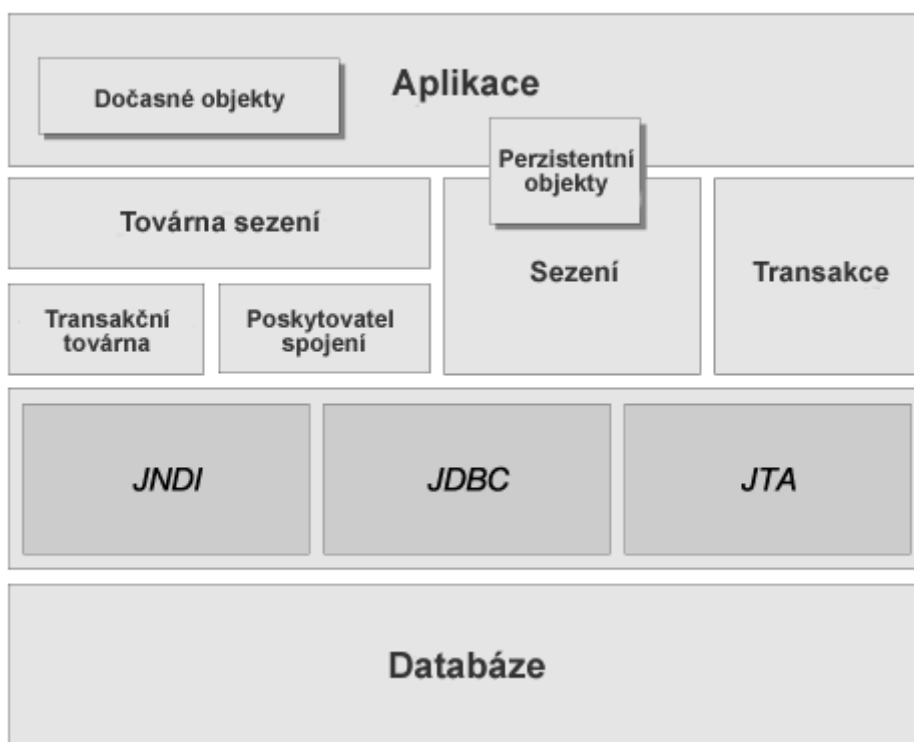 Aplikace
Dočasné objekty
Perzistentní
objekty
Továrna sezení
Sezení
Transakce
Transakční
továrna
Poskytovatel
spojení
JNDI
JDBC
JTA
Databáze